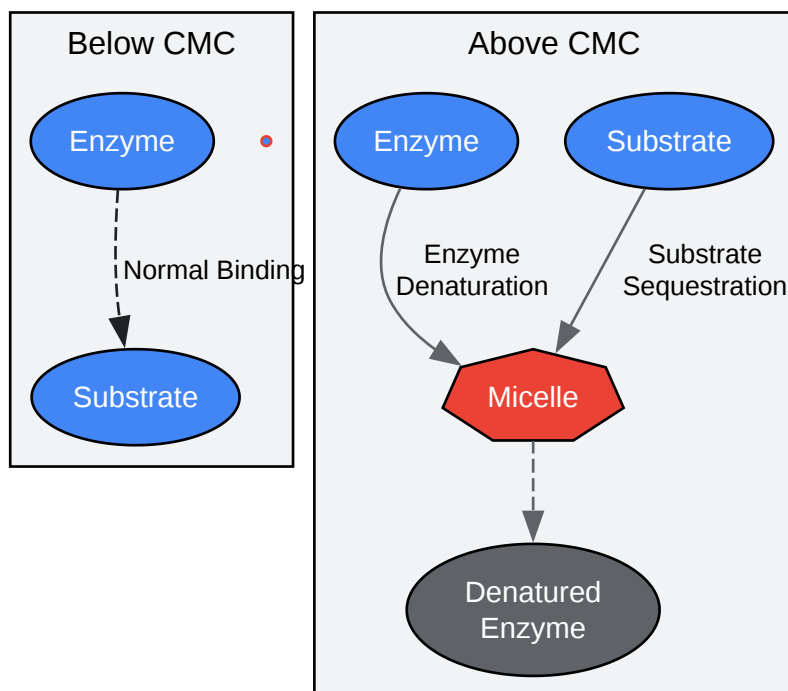 Below CMC
Enzyme
Normal Binding
Substrate
Above CMC
Enzyme
Substrate
Enzyme
Denaturation
Substrate
Sequestration
Micelle
Denatured
Enzyme